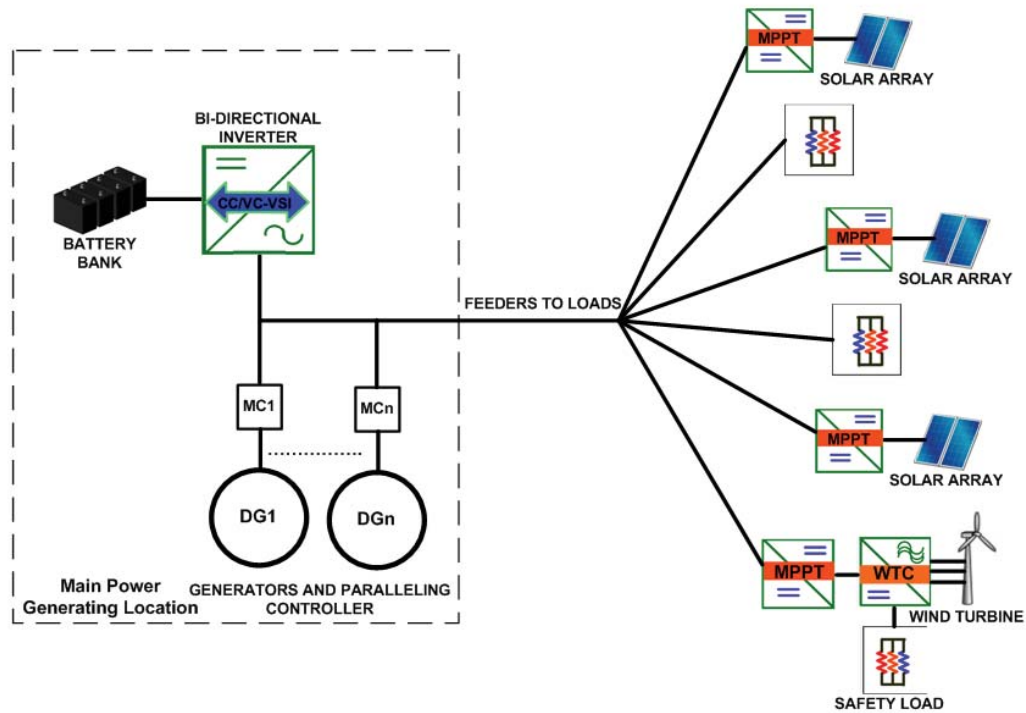 BI-DIRECTIONAL
INVERTER
CC/VC-VSI
BATTERY
BANK
FEEDERS TO LOADS
MC1
MCn
DG1
DGn
Main Power
Generating Location
GENERATORS AND PARALLELING
CONTROLLER
MPPT
SOLAR ARRAY
MPPT
SOLAR ARRAY
MPPT
SOLAR ARRAY
MPPT
WTC
WIND TURBINE
SAFETY LOAD